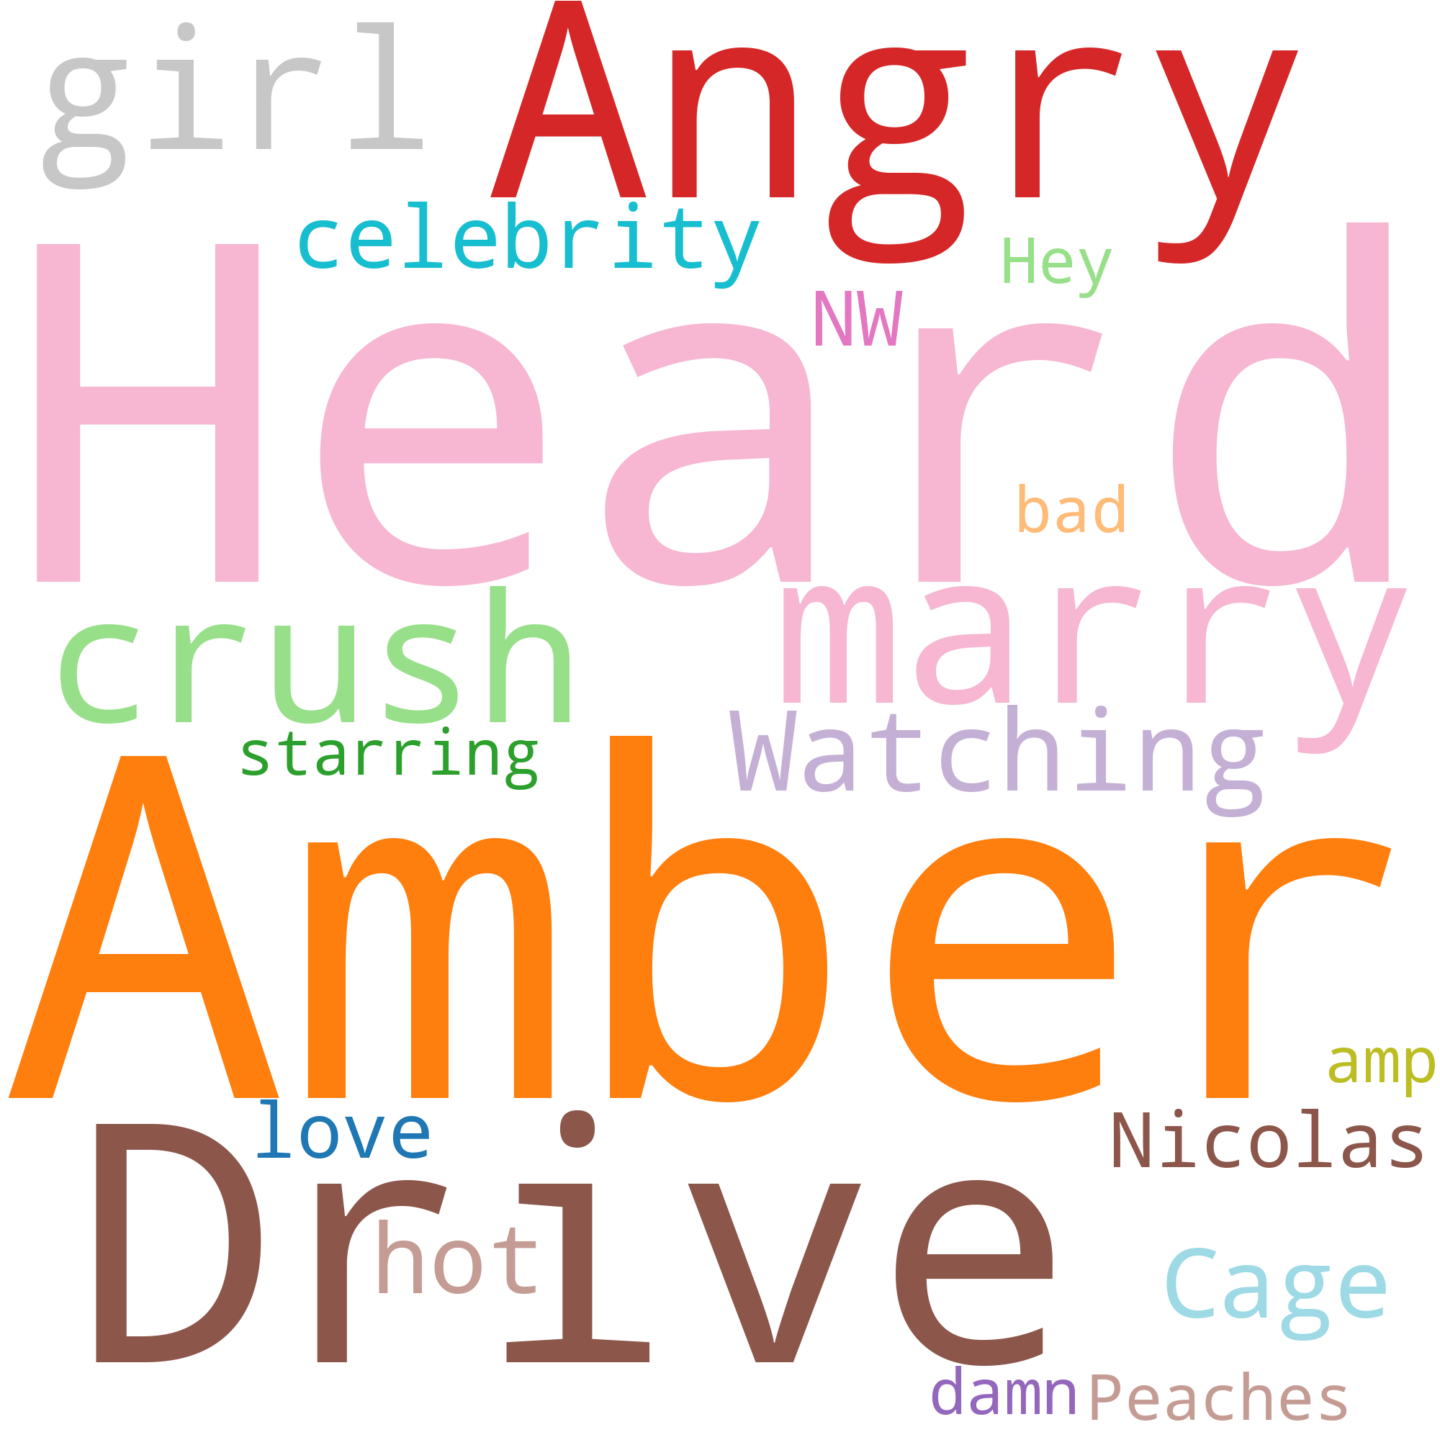 girl Angry
celebrity Hey
NW
Heard
bad
crush marry
starring Watching
Amber
amp
love Nicolas
Drive
hot Cage
damn Peaches